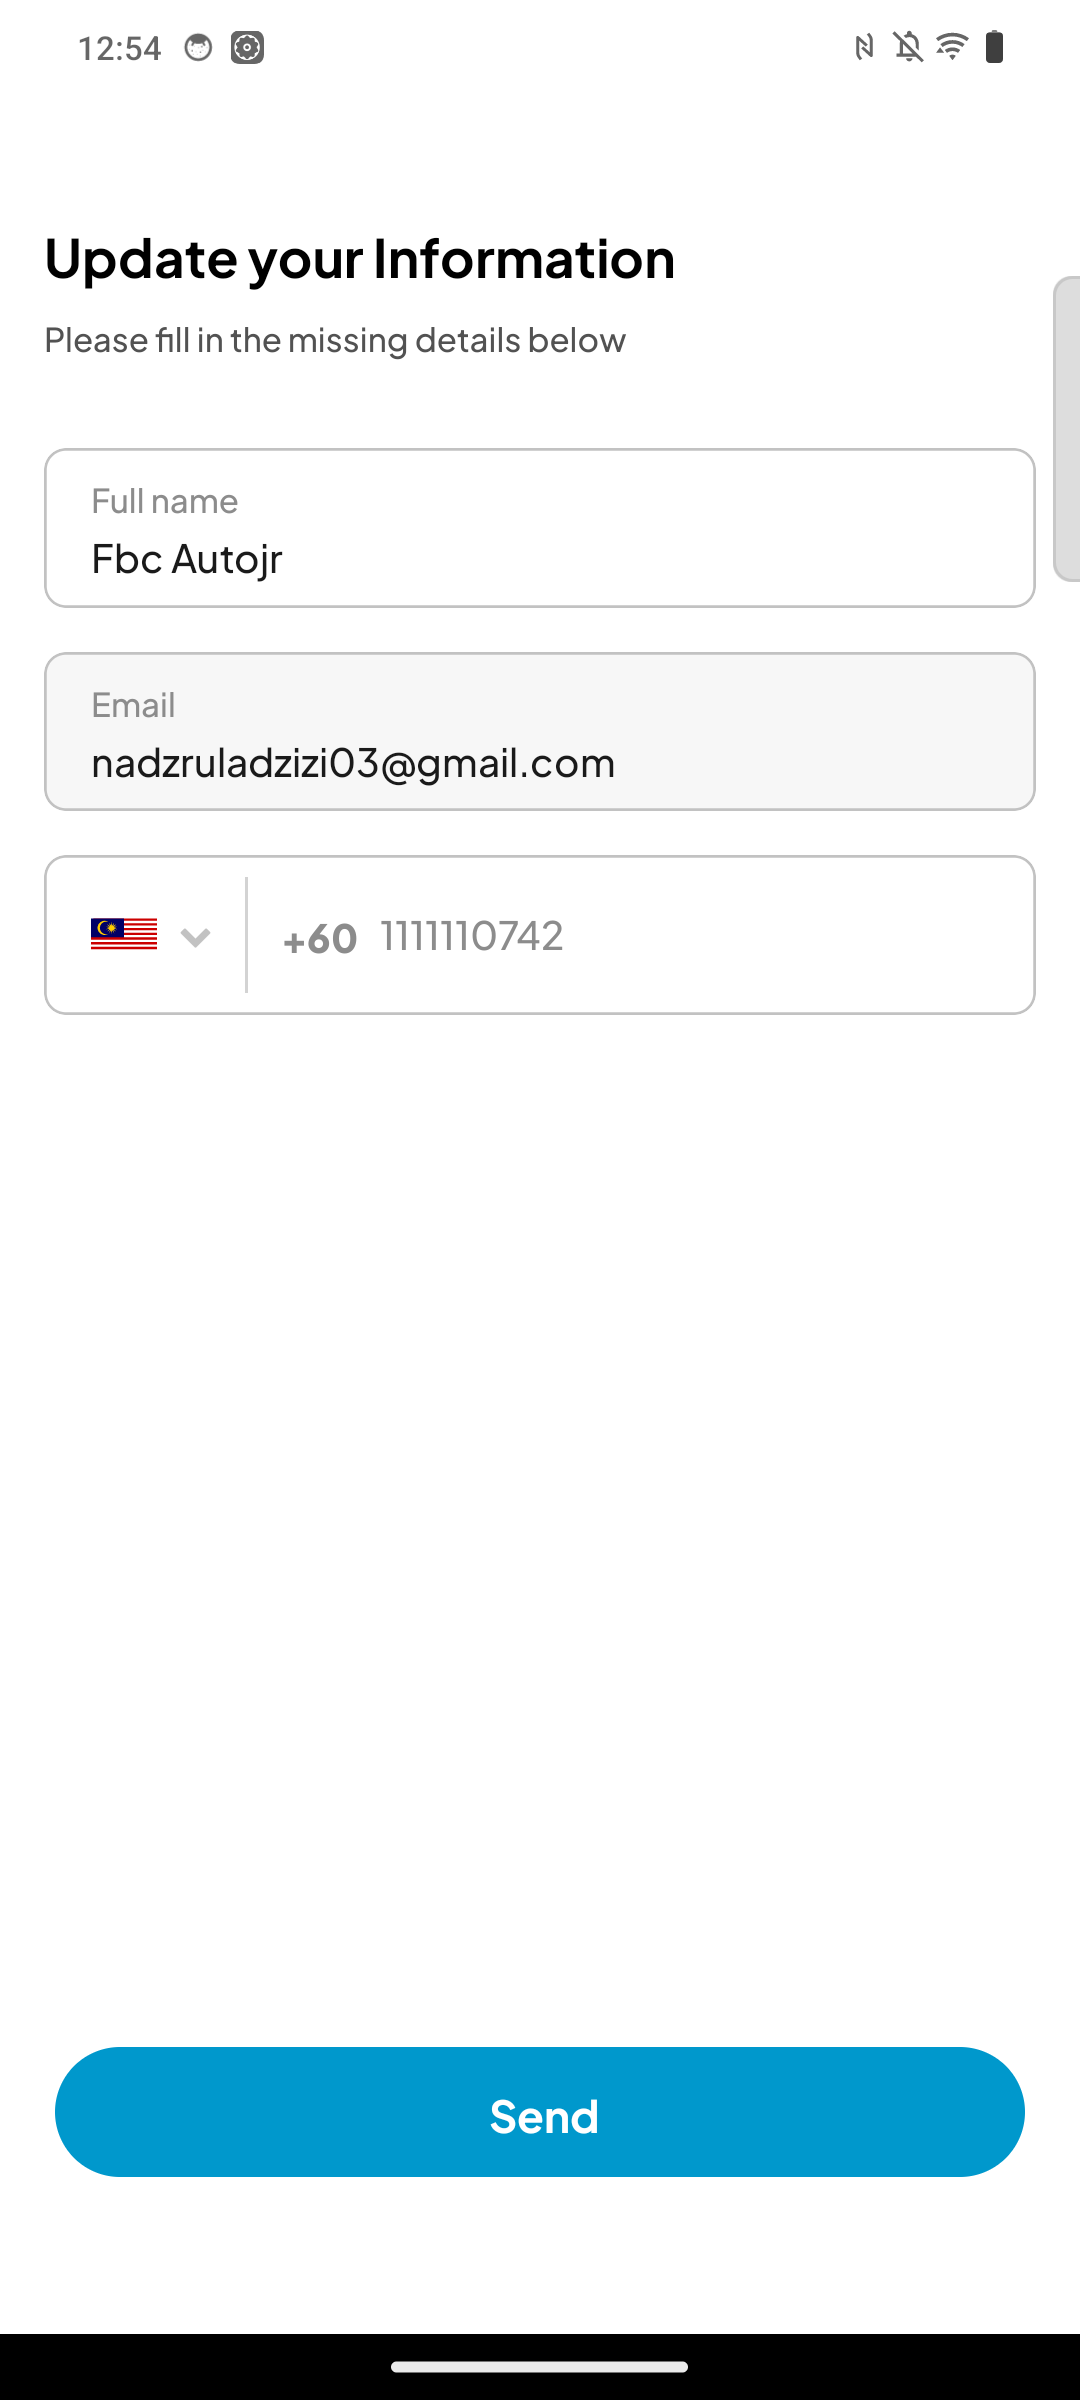 12:54
Update your Information
Please fill in the missing details below
Full name
Fbc Autojr
Email
nadzruladzizi03@gmail.com
+60 1111110742
Send